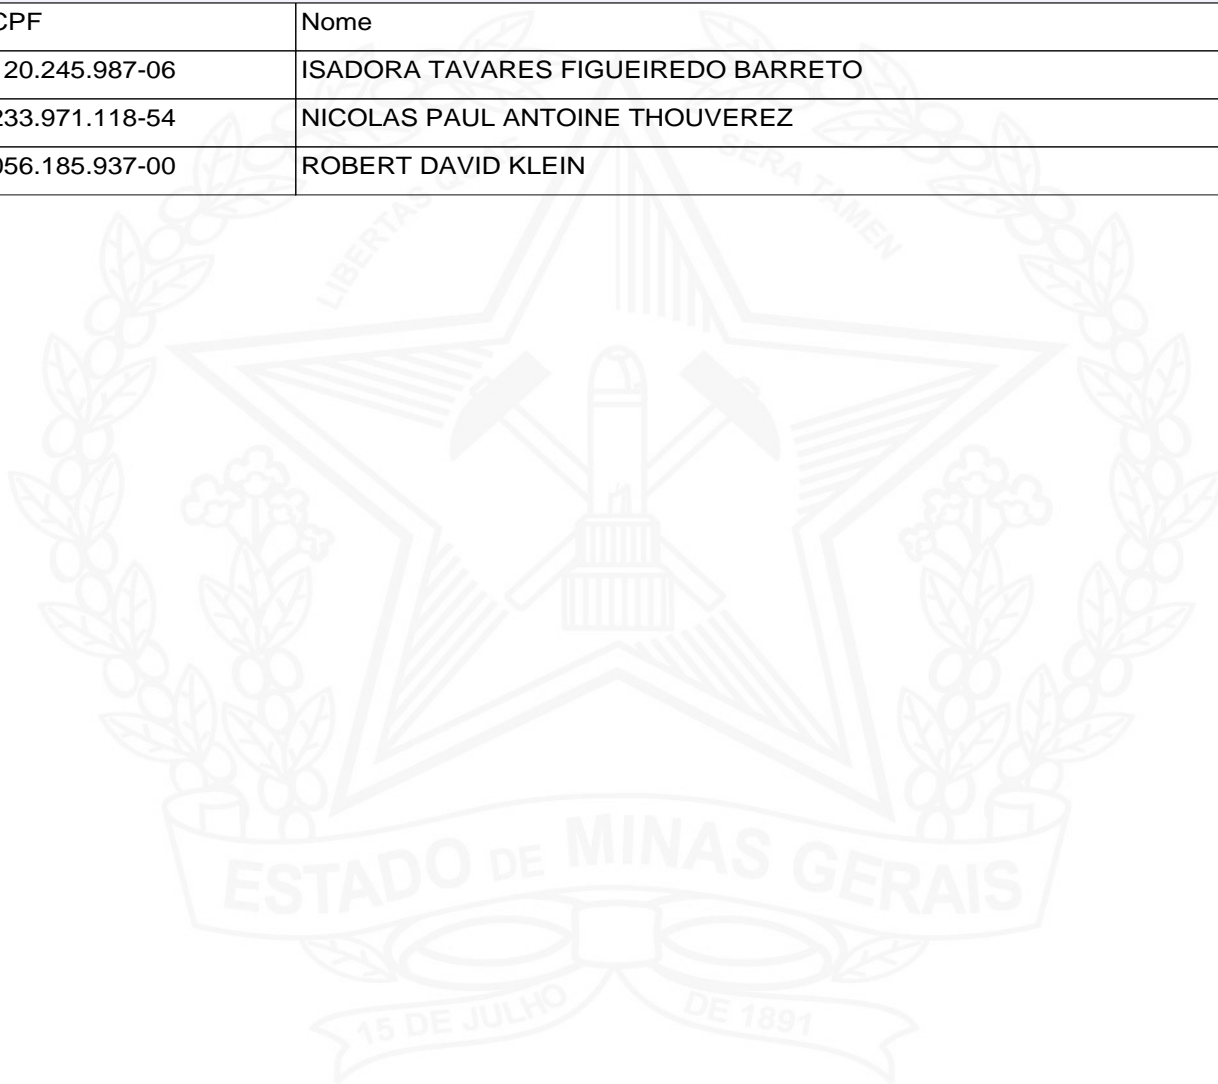 CPF Nome
20.245.987-06 ISADORA TAVARES FIGUEIREDO BARRETO
233.971.118-54 NICOLAS PAUL ANTOINE THOUVEREZ
056.185.937-00 ROBERT DAVID KLEIN
LIBERTAS QUE SERA TAMEN
ESTADO DE MINAS GERAIS
15 DE JULHO DE 1891